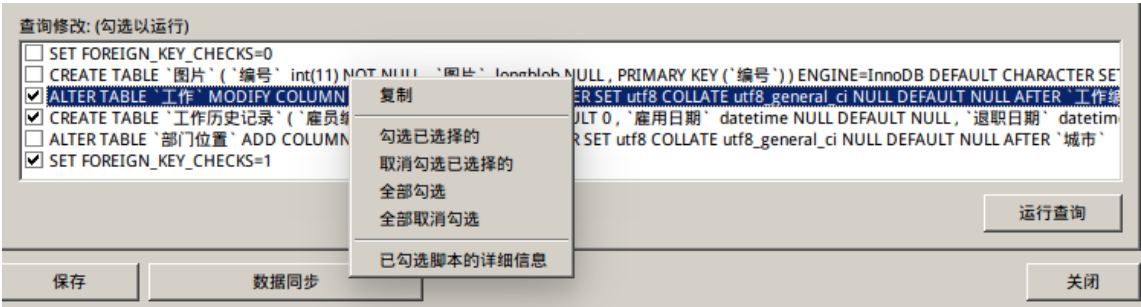 查询修改: (勾选以运行)
SET FOREIGN_KEY_CHECKS=0
CREATE TABLE `图片` ( `编号` int(11) NOT NULL , `图片` longblob NULL , PRIMARY KEY (`编号`) ) ENGINE=InnoDB DEFAULT CHARACTER SE
ALTER TABLE `工作` MODIFY COLUMN ER SET utf8 COLLATE utf8_general_ci NULL DEFAULT NULL AFTER `工作编
CREATE TABLE `工作历史记录` ( `雇员编 ULT 0 , `雇用日期` datetime NULL DEFAULT NULL , `退职日期` datetim
ALTER TABLE `部门位置` ADD COLUMN R SET utf8 COLLATE utf8_general_ci NULL DEFAULT NULL AFTER `城市`
SET FOREIGN_KEY_CHECKS=1
复制
勾选已选择的
取消勾选已选择的
全部勾选
全部取消勾选
已勾选脚本的详细信息
运行查询
保存
数据同步
关闭